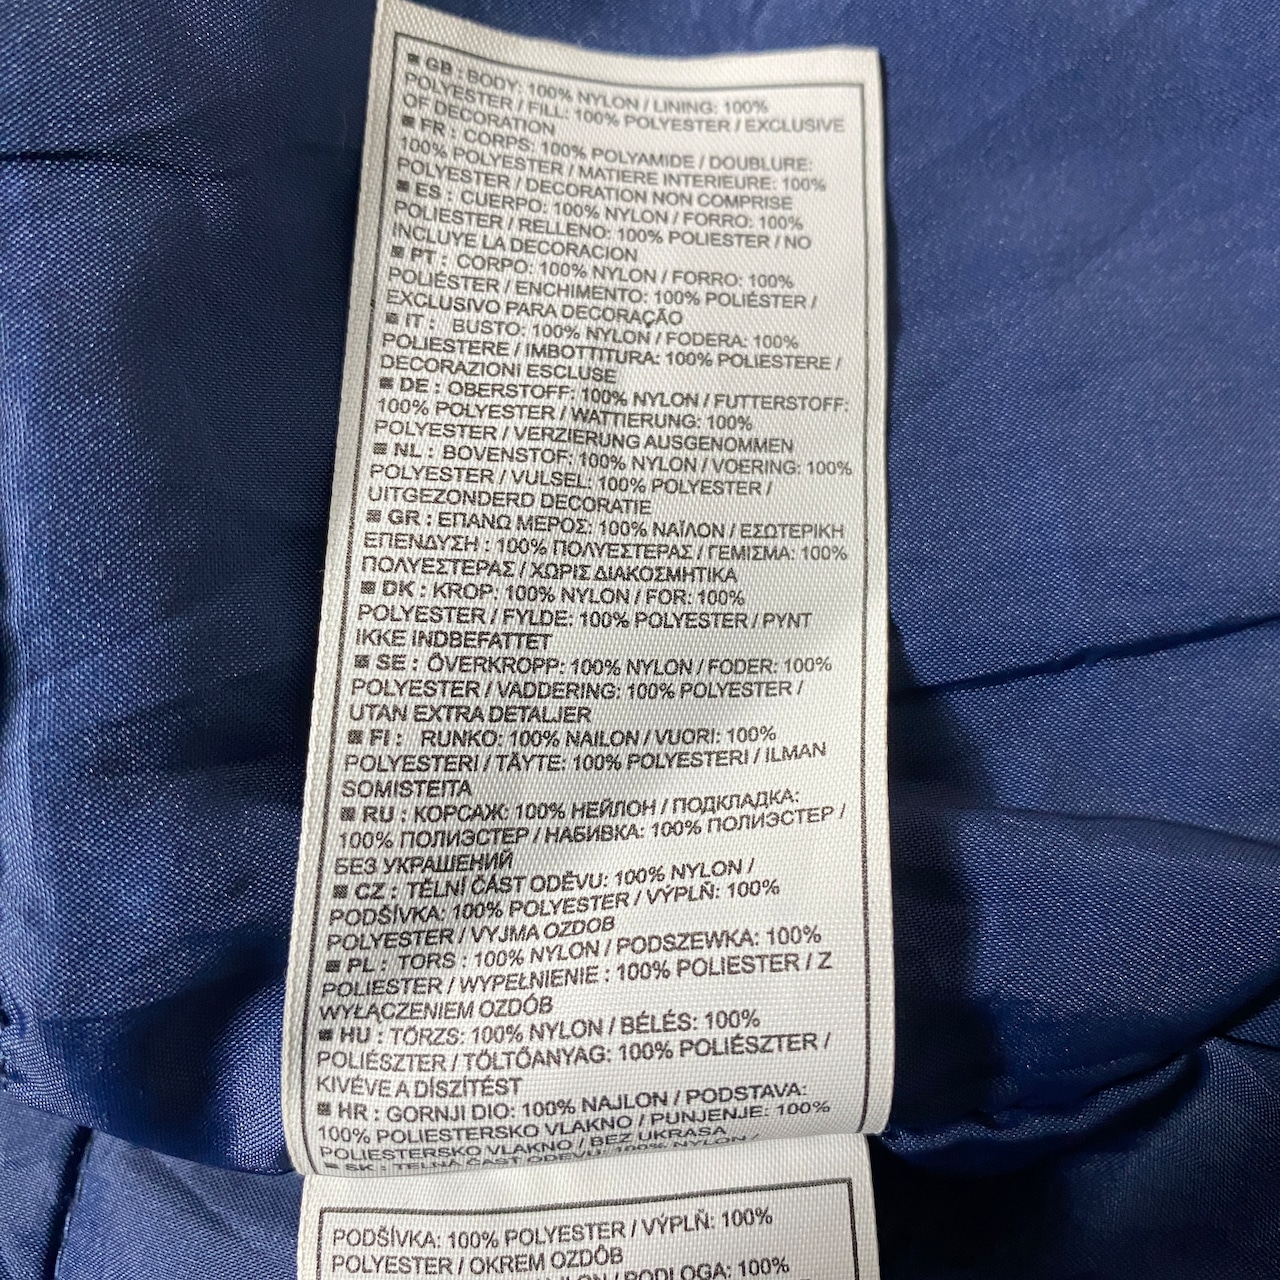 GB : BODY: 100% NYLON / LINING: 100%
POLYESTER / FILL: 100% POLYESTER / EXCLUSIVE
OF DECORATION
FR : CORPS: 100% POLYAMIDE / DOUBLURE:
100% POLYESTER / MATIERE INTERIEURE: 100%
POLYESTER / DECORATION NON COMPRISE
ES : CUERPO: 100% NYLON / FORRO: 100%
POLIESTER / RELLENO: 100% POLIESTER / NO
INCLUYE LA DECORACION
PT : CORPO: 100% NYLON / FORRO: 100%
POLIÉSTER / ENCHIMENTO: 100% POLIÉSTER /
EXCLUSIVO PARA DECORAÇÃO
IT : BUSTO: 100% NYLON / FODERA: 100%
POLIESTERE / IMBOTTITURA: 100% POLIESTERE /
DECORAZIONI ESCLUSE
DE : OBERSTOFF: 100% NYLON / FUTTERSTOFF:
100% POLYESTER / WATTIERUNG: 100%
POLYESTER / VERZIERUNG AUSGENOMMEN
NL : BOVENSTOF: 100% NYLON / VOERING: 100%
POLYESTER / VULSEL: 100% POLYESTER /
UITGEZONDERD DECORATIE
GR : ΕΠΑΝΩ ΜΕΡΟΣ: 100% ΝΑΪΛΟΝ / ΕΣΩΤΕΡΙΚΗ
ΕΠΕΝΔΥΣΗ : 100% ΠΟΛΥΕΣΤΕΡΑΣ / ΓΕΜΙΣΜΑ: 100%
ΠΟΛΥΕΣΤΕΡΑΣ / ΧΩΡΙΣ ΔΙΑΚΟΣΜΗΤΙΚΑ
DK : KROP: 100% NYLON / FOR: 100%
POLYESTER / FYLDE: 100% POLYESTER / PYNT
IKKE INDBEFATTET
SE : ÖVERKROPP: 100% NYLON / FODER: 100%
POLYESTER / VADDERING: 100% POLYESTER /
UTAN EXTRA DETALJER
FI : RUNKO: 100% NAILON / VUORI: 100%
POLYESTERI / TÄYTE: 100% POLYESTERI / ILMAN
SOMISTEITA
RU : КОРСАЖ: 100% НЕЙЛОН / ПОДКЛАДКА:
100% ПОЛИЭСТЕР / НАБИВКА: 100% ПОЛИЭСТЕР /
БЕЗ УКРАШЕНИЙ
CZ : TĚLNÍ ČÁST ODĚVU: 100% NYLON /
PODŠÍVKA: 100% POLYESTER / VÝPLŇ: 100%
POLYESTER / VYJMA OZDOB
PL : TORS : 100% NYLON / PODSZEWKA: 100%
POLIESTER / WYPEŁNIENIE : 100% POLIESTER / Z
WYŁĄCZENIEM OZDÓB
HU : TÖRZS: 100% NYLON / BÉLÉS: 100%
POLIÉSZTER / TÖLTŐANYAG: 100% POLIÉSZTER /
KIVÉVE A DÍSZÍTÉST
HR : GORNJI DIO: 100% NAJLON / PODSTAVA:
100% POLIESTERSKO VLAKNO / PUNJENJE: 100%
POLIESTERSKO VLAKNO / BEZ UKRASA
SK : TELNÁ ČASŤ ODEVU: 100% NYLON /
PODŠÍVKA: 100% POLYESTER / VÝPLŇ: 100%
POLYESTER / OKREM OZDÔB
/ PODLOGA: 100%